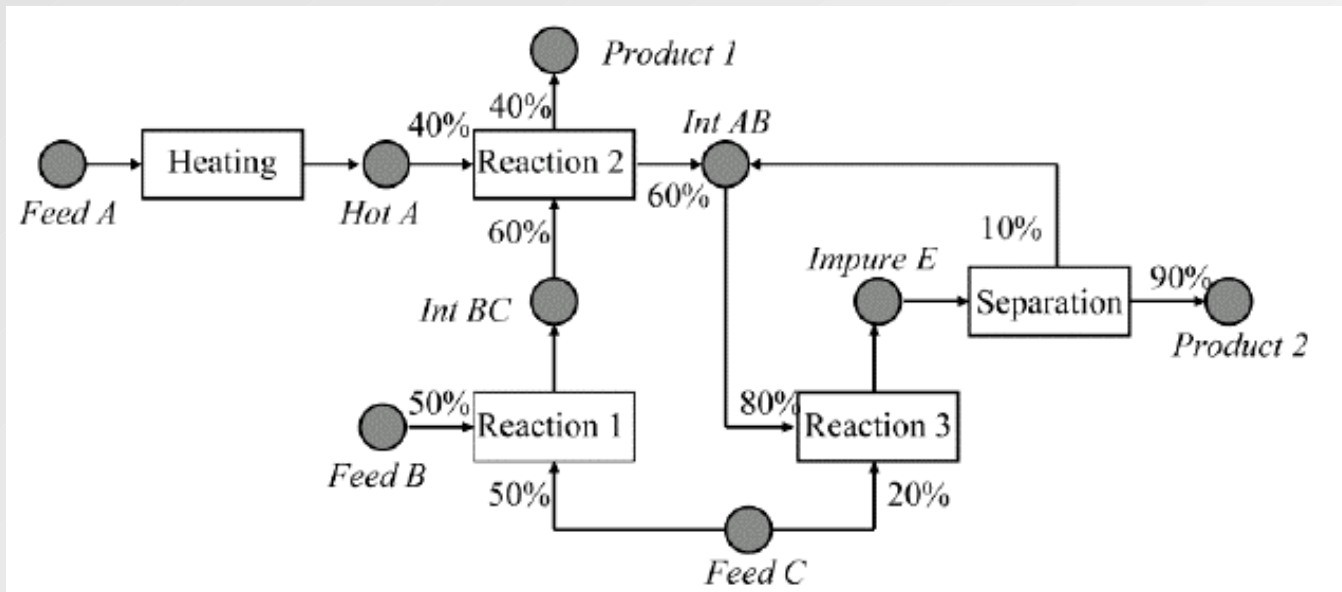 Product 1
40%
40%
Int AB
Heating
Reaction 2
Feed A
Hot A
60%
60%
10%
Impure E
90%
Int BC
Separation
Product 2
50%
80%
Reaction 1
Reaction 3
Feed B
50%
20%
Feed C